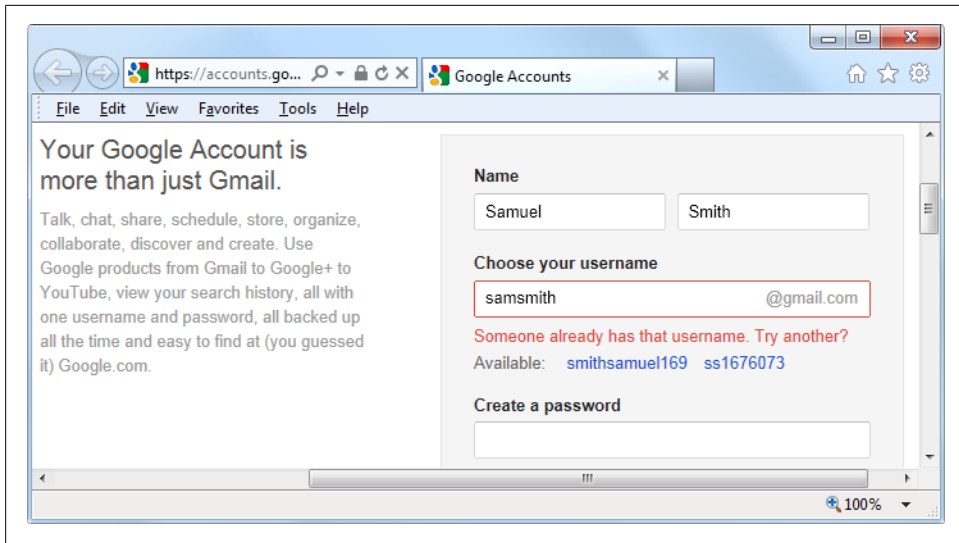 https://accounts.go...
Google Accounts
File Edit View Favorites Tools Help
Your Google Account is
more than just Gmail.
Talk, chat, share, schedule, store, organize,
collaborate, discover and create. Use
Google products from Gmail to Google+ to
YouTube, view your search history, all with
one username and password, all backed up
all the time and easy to find at (you guessed
it) Google.com.
Name
Samuel Smith
Choose your username
samsmith @gmail.com
Someone already has that username. Try another?
Available: smithsamuel169 ss1676073
Create a password
100%